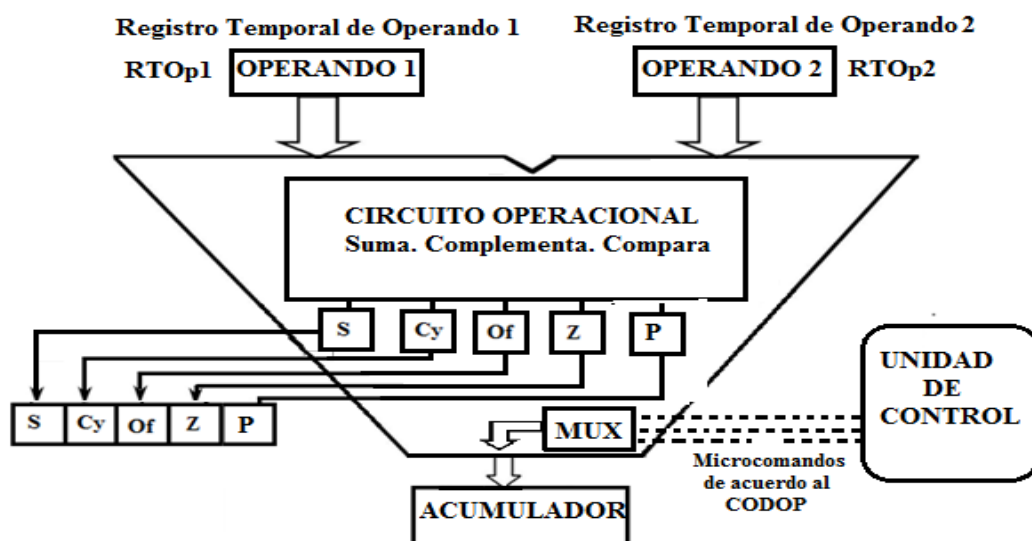 Registro Temporal de Operando 1
Registro Temporal de Operando 2
RTOp1
OPERANDO 1
OPERANDO 2
RTOp2
CIRCUITO OPERACIONAL
Suma. Complementa. Compara
S
Cy
Of
Z
P
UNIDAD
DE
CONTROL
S
Cy
Of
Z
P
MUX
Microcomandos
de acuerdo al
CODOP
ACUMULADOR